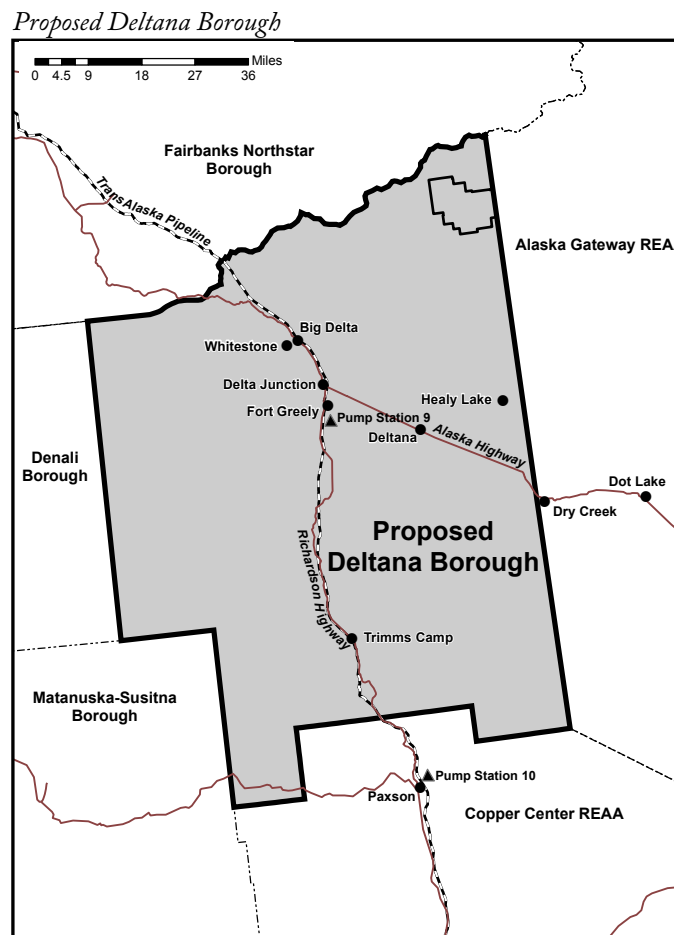 Proposed Deltana Borough
Miles
0 4.5 9 18 27 36
Fairbanks Northstar
Borough
TransAlaska Pipeline
Alaska Gateway REAA
Big Delta
Whitestone
Delta Junction
Healy Lake
Fort Greely
Pump Station 9
Deltana
Alaska Highway
Denali
Borough
Dot Lake
Dry Creek
Proposed
Deltana Borough
Richardson Highway
Trimms Camp
Matanuska-Susitna
Borough
Pump Station 10
Paxson
Copper Center REAA